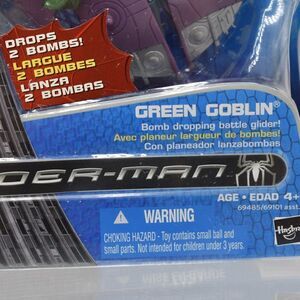 DROPS
2 BOMBS!
LARGUE
2 BOMBES
LANZA
2 BOMBAS
GREEN GOBLIN®
Bomb dropping battle glider!
Avec planeur largueur de bombes!
Con planeador lanzabombas
DER-MAN
AGE • EDAD 4+
69485/69101 asst.
⚠ WARNING
CHOKING HAZARD - Toy contains small ball and
small parts. Not intended for children under 3 years.
Hasbro